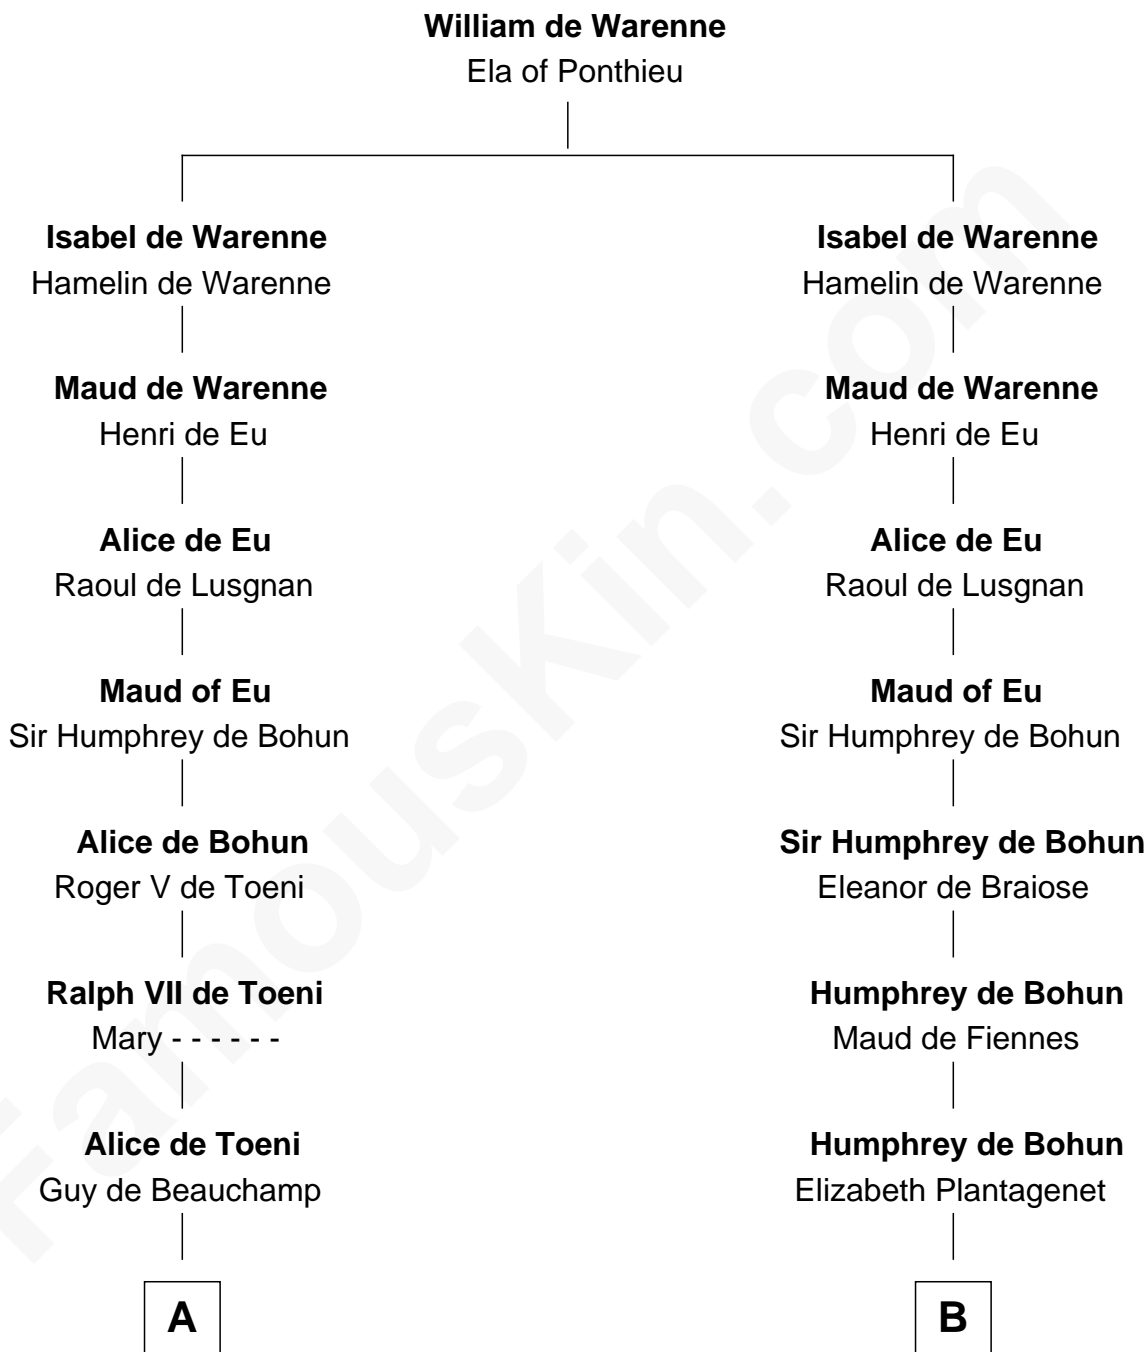 William de Warenne
Ela of Ponthieu
Isabel de Warenne
Hamelin de Warenne
Maud de Warenne
Henri de Eu
Alice de Eu
Raoul de Lusgnan
Maud of Eu
Sir Humphrey de Bohun
Alice de Bohun
Roger V de Toeni
Ralph VII de Toeni
Mary - - - - - -
Alice de Toeni
Guy de Beauchamp
A
Isabel de Warenne
Hamelin de Warenne
Maud de Warenne
Henri de Eu
Alice de Eu
Raoul de Lusgnan
Maud of Eu
Sir Humphrey de Bohun
Sir Humphrey de Bohun
Eleanor de Braiose
Humphrey de Bohun
Maud de Fiennes
Humphrey de Bohun
Elizabeth Plantagenet
B
FamousKin.com